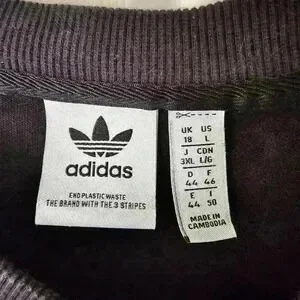 adidas
END PLASTIC WASTE
THE BRAND WITH THE 3 STRIPES
UK US
18 L
J CDN
3XL L/G
D F
44 46
E I
44 50
MADE IN
CAMBODIA